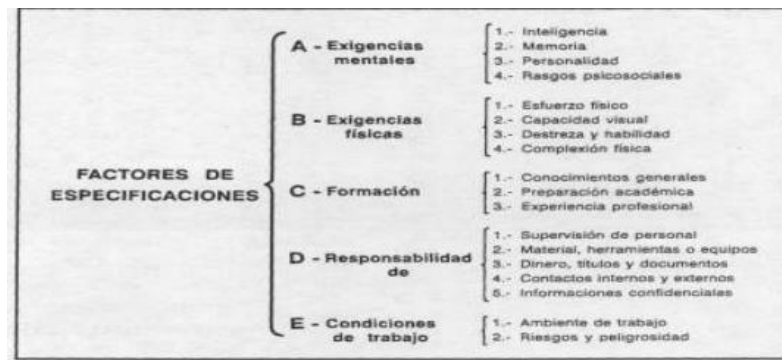 FACTORES DE
ESPECIFICACIONES
A - Exigencias
mentales
1.- Inteligencia
2.- Memoria
3.- Personalidad
4.- Rasgos psicosociales
B - Exigencias
físicas
1.- Esfuerzo físico
2.- Capacidad visual
3.- Destreza y habilidad
4.- Complexión física
C - Formación
1.- Conocimientos generales
2.- Preparación académica
3.- Experiencia profesional
D - Responsabilidad
de
1.- Supervisión de personal
2.- Material, herramientas o equipos
3.- Dinero, títulos y documentos
4.- Contactos internos y externos
5.- Informaciones confidenciales
E - Condiciones
de trabajo
1.- Ambiente de trabajo
2.- Riesgos y peligrosidad